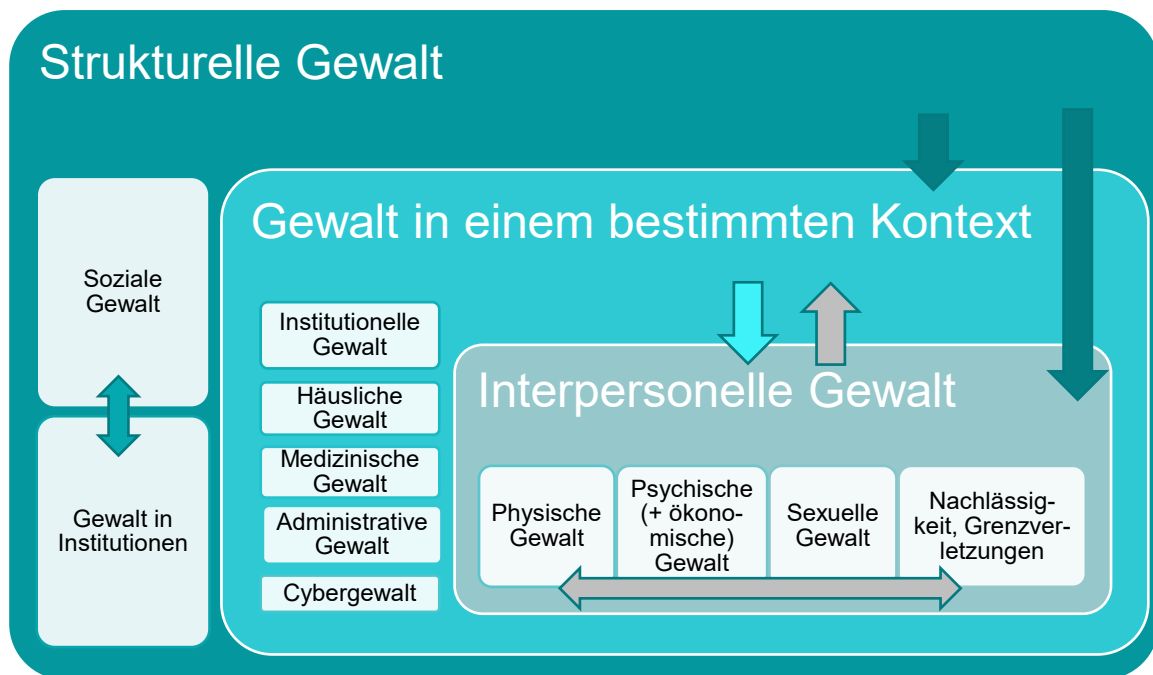 Strukturelle Gewalt
Soziale
Gewalt
Gewalt in
Institutionen
Gewalt in einem bestimmten Kontext
Institutionelle
Gewalt
Häusliche
Gewalt
Medizinische
Gewalt
Administrative
Gewalt
Cybergewalt
Interpersonelle Gewalt
Physische
Gewalt
Psychische
(+ ökono-
mische)
Gewalt
Sexuelle
Gewalt
Nachlässig-
keit, Grenzver-
letzungen